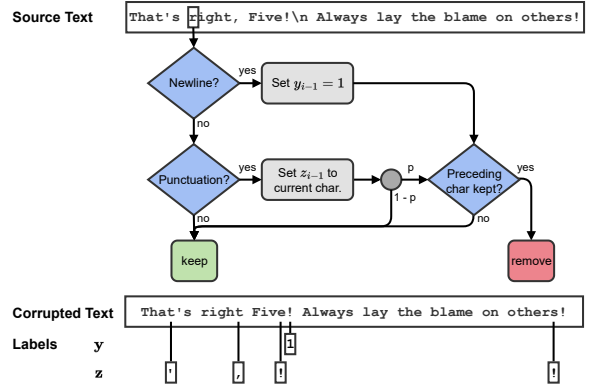 Source Text
That's right, Five!\n Always lay the blame on others!
Newline?
yes
Set y_{i−1} = 1
no
Punctuation?
yes
Set z_{i−1} to
current char.
p
1 - p
Preceding
char kept?
yes
no
no
keep
remove
Corrupted Text
That's right Five! Always lay the blame on others!
Labels
y
1
z
' , ! !